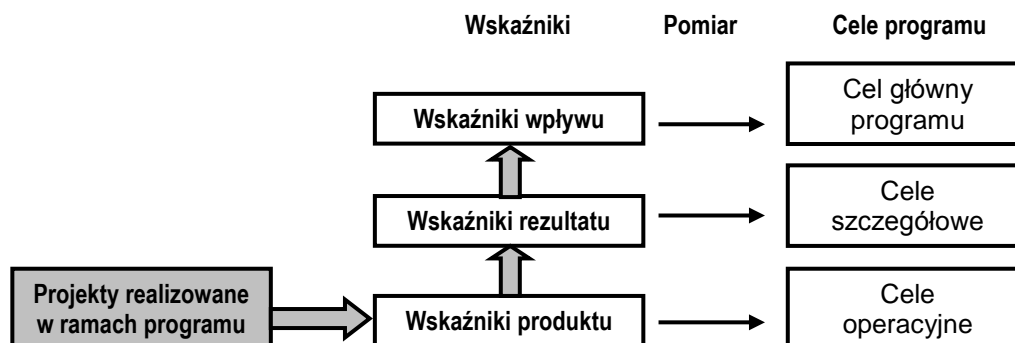 Wskaźniki Pomiar Cele programu
Wskaźniki wpływu
Cel główny
programu
Wskaźniki rezultatu
Cele
szczegółowe
Projekty realizowane
w ramach programu
Wskaźniki produktu
Cele
operacyjne